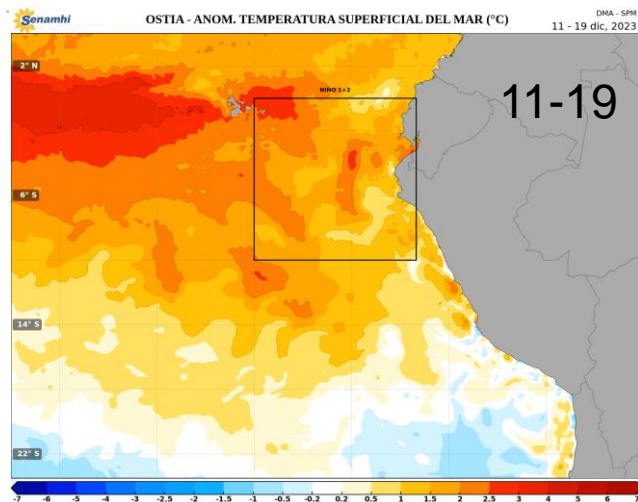 Senamhi
OSTIA - ANOM. TEMPERATURA SUPERFICIAL DEL MAR (°C)
DMA - SPM
11 - 19 dic, 2023
2° N
NIÑO 1+2
11-19
6° S
14° S
22° S
-7 -6 -5 -4 -3 -2.5 -2 -1.5 -1 -0.5 -0.2 0.2 0.5 1 1.5 2 2.5 3 4 5 6 7